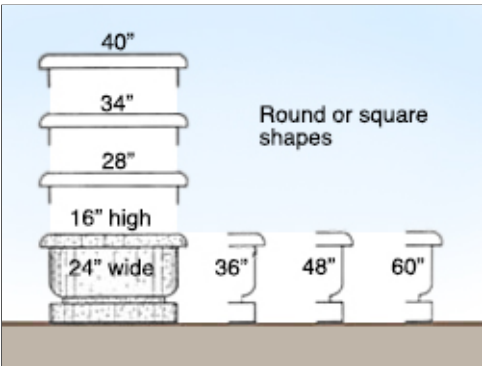 40”
34”
Round or square
shapes
28”
16” high
24” wide
36”
48”
60”